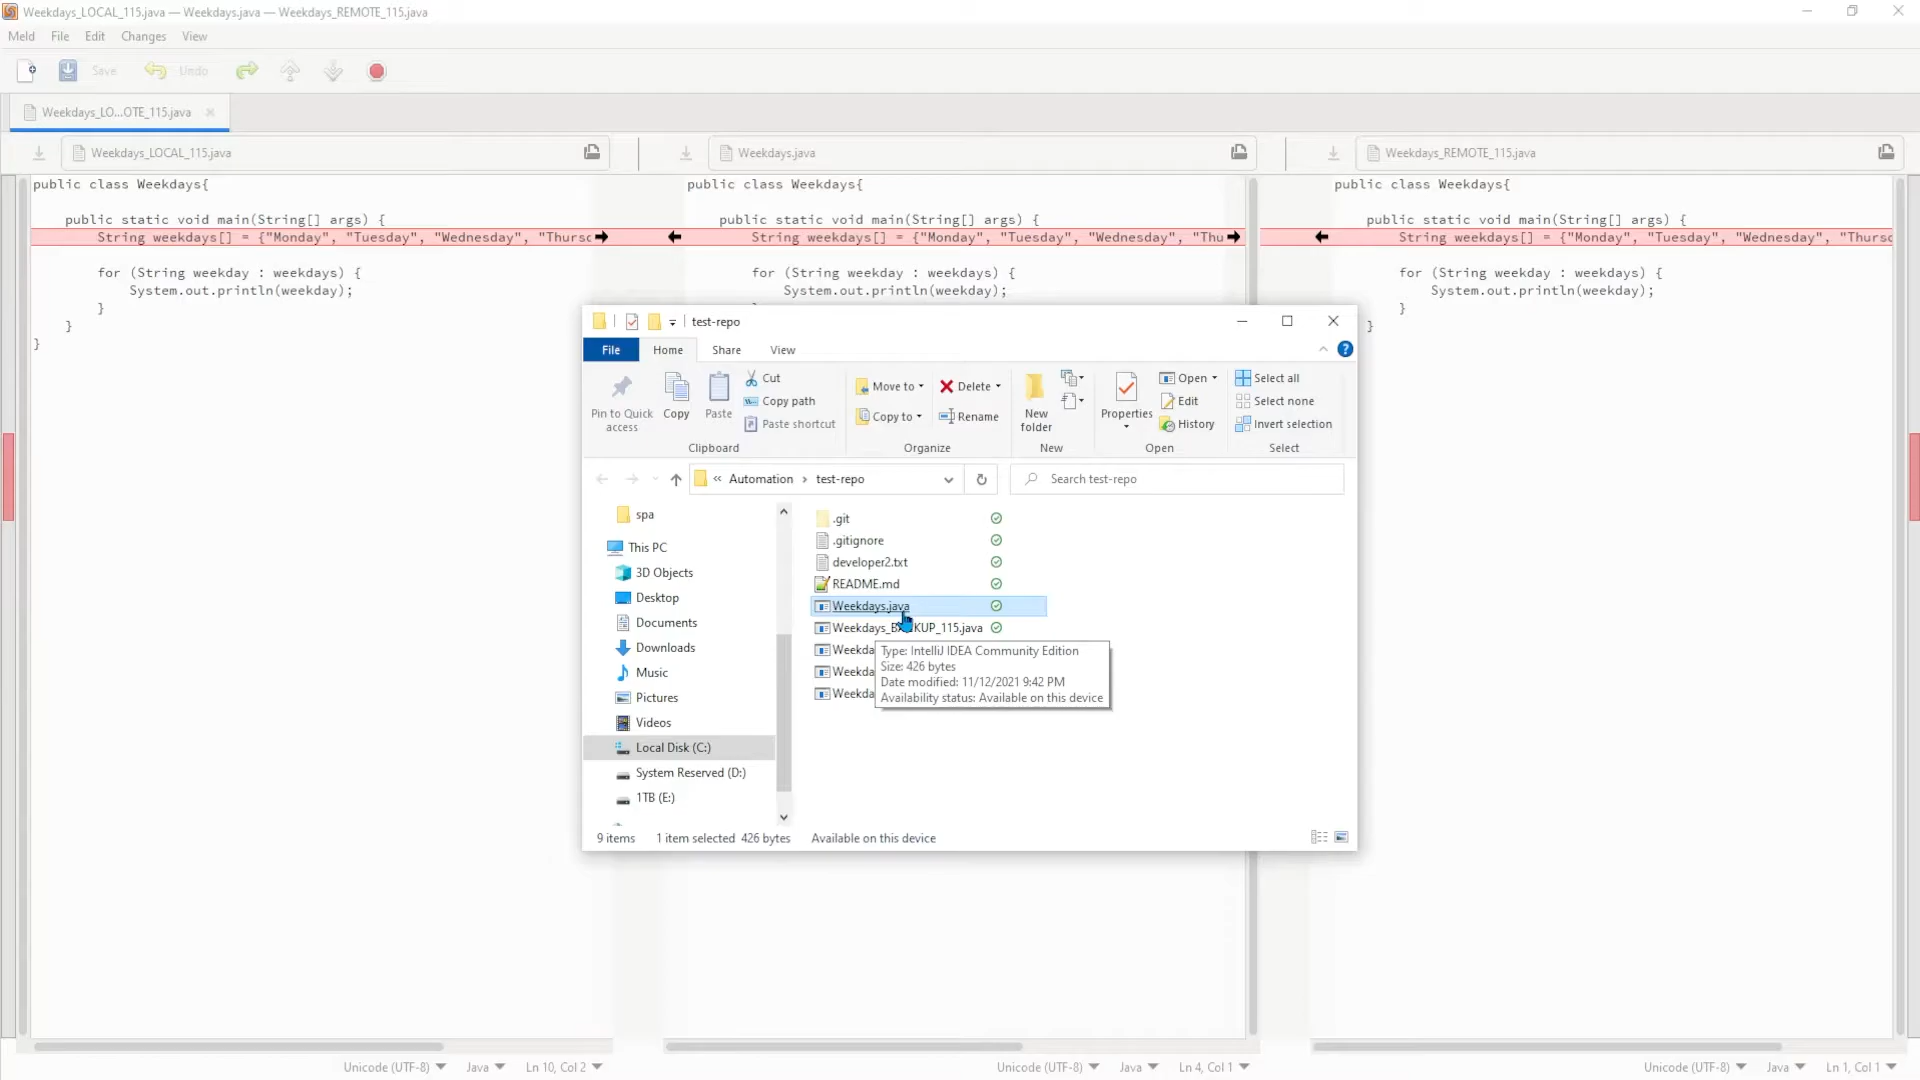 Weekdays_LOCAL_115.java — Weekdays.java — Weekdays_REMOTE_115.java
Meld File Edit Changes View
Save Undo
Weekdays_LO...OTE_115.java
Weekdays_LOCAL_115.java
public class Weekdays{
public static void main(String[] args) {
String weekdays[] = {"Monday", "Tuesday", "Wednesday", "Thursd
for (String weekday : weekdays) {
System.out.println(weekday);
}
}
}
Weekdays.java
public class Weekdays{
public static void main(String[] args) {
String weekdays[] = {"Monday", "Tuesday", "Wednesday", "Thu
for (String weekday : weekdays) {
System.out.println(weekday);
Weekdays_REMOTE_115.java
public class Weekdays{
public static void main(String[] args) {
String weekdays[] = {"Monday", "Tuesday", "Wednesday", "Thursd
for (String weekday : weekdays) {
System.out.println(weekday);
}
}
test-repo
File Home Share View
Pin to Quick access
Copy
Paste
Cut
Copy path
Paste shortcut
Clipboard
Move to
Copy to
Delete
Rename
Organize
New folder
New
Properties
Open
Edit
History
Open
Select all
Select none
Invert selection
Select
« Automation › test-repo
Search test-repo
spa
This PC
3D Objects
Desktop
Documents
Downloads
Music
Pictures
Videos
Local Disk (C:)
System Reserved (D:)
1TB (E:)
.git
.gitignore
developer2.txt
README.md
Weekdays.java
Weekdays_BACKUP_115.java
Weekda
Weekda
Weekda
Type: IntelliJ IDEA Community Edition
Size: 426 bytes
Date modified: 11/12/2021 9:42 PM
Availability status: Available on this device
9 items 1 item selected 426 bytes Available on this device
Unicode (UTF-8) Java Ln 10, Col 2
Unicode (UTF-8) Java Ln 4, Col 1
Unicode (UTF-8) Java Ln 1, Col 1